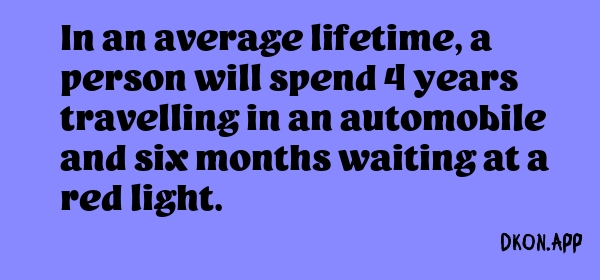 In an average lifetime, a
person will spend 4 years
travelling in an automobile
and six months waiting at a
red light.
DKON.APP